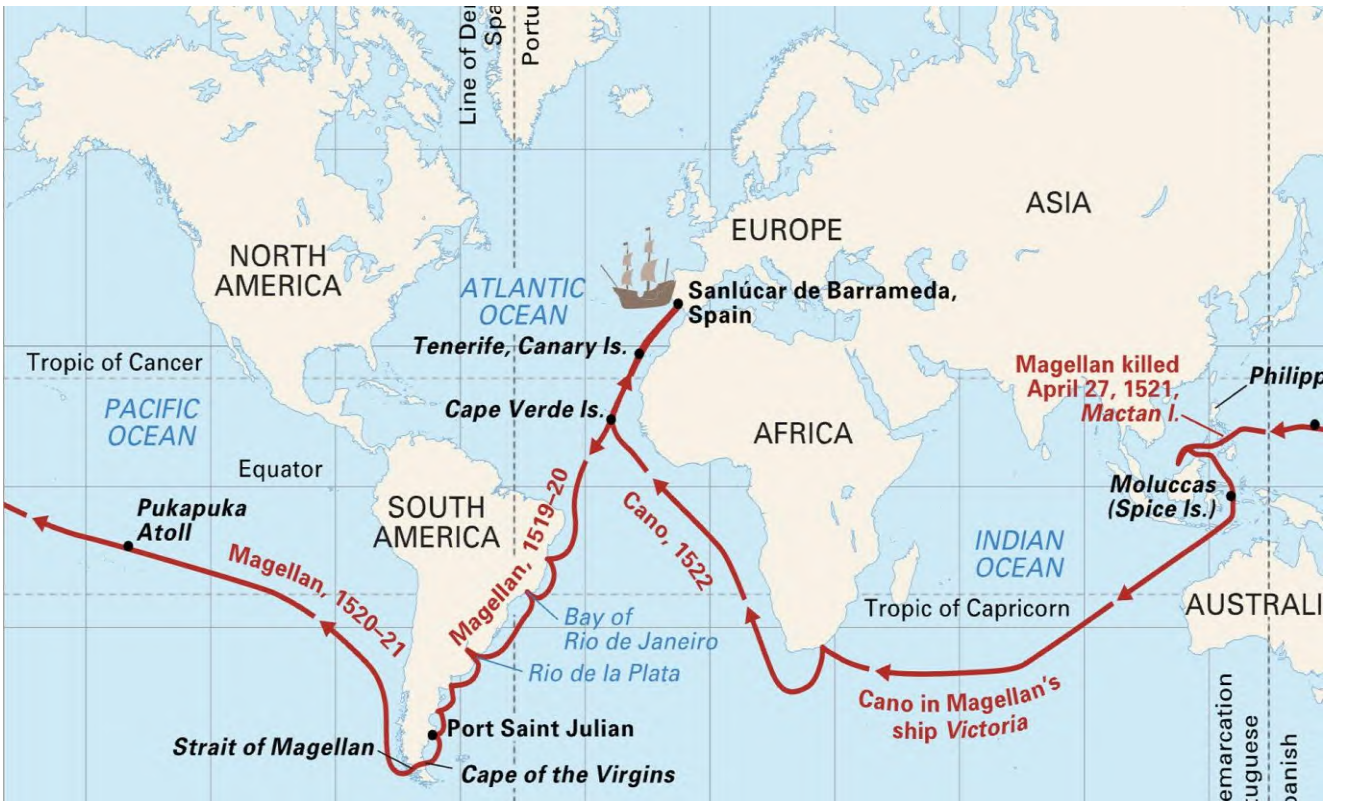 Line of De
Spa
Portu
ASIA
EUROPE
NORTH
AMERICA
ATLANTIC
OCEAN
Sanlúcar de Barrameda,
Spain
Tenerife, Canary Is.
Tropic of Cancer
Magellan killed
April 27, 1521,
Mactan I.
Philipp
PACIFIC
OCEAN
Cape Verde Is.
AFRICA
Equator
Pukapuka
Atoll
SOUTH
AMERICA
Moluccas
(Spice Is.)
Magellan, 1519–20
Cano, 1522
INDIAN
OCEAN
Magellan, 1520–21
Tropic of Capricorn
AUSTRALI
Bay of
Rio de Janeiro
Rio de la Plata
Cano in Magellan's
ship Victoria
Port Saint Julian
Strait of Magellan
Cape of the Virgins
emarcation
tuguese
panish